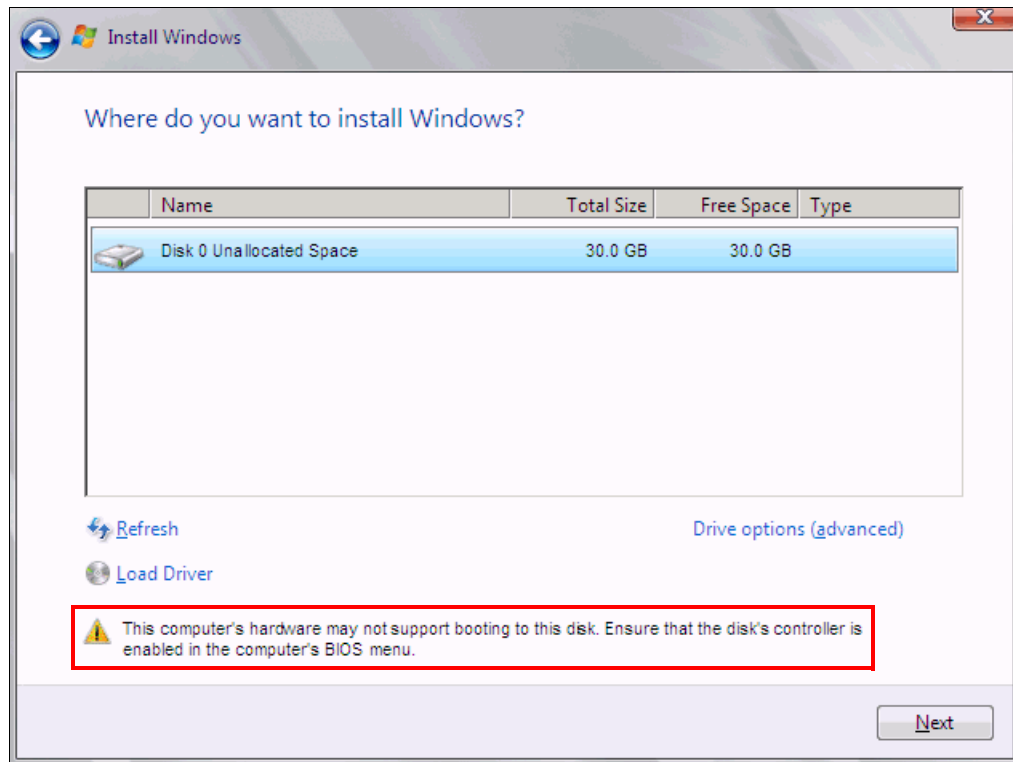 Install Windows
Where do you want to install Windows?
Name Total Size Free Space Type
Disk 0 Unallocated Space 30.0 GB 30.0 GB
Refresh Drive options (advanced)
Load Driver
This computer's hardware may not support booting to this disk. Ensure that the disk's controller is
enabled in the computer's BIOS menu.
Next